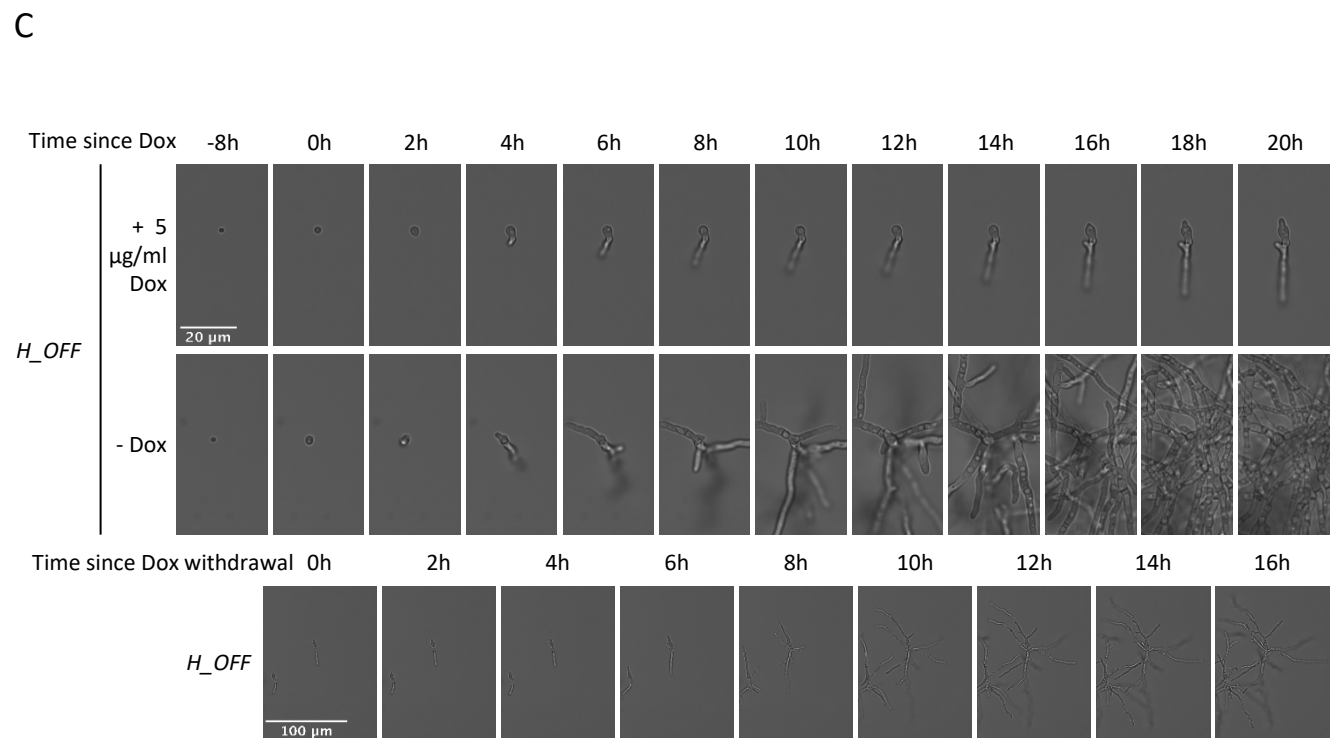 C
Time since Dox -8h 0h 2h 4h 6h 8h 10h 12h 14h 16h 18h 20h
+ 5
µg/ml
Dox
20 µm
H_OFF
- Dox
Time since Dox withdrawal 0h 2h 4h 6h 8h 10h 12h 14h 16h
H_OFF
100 µm